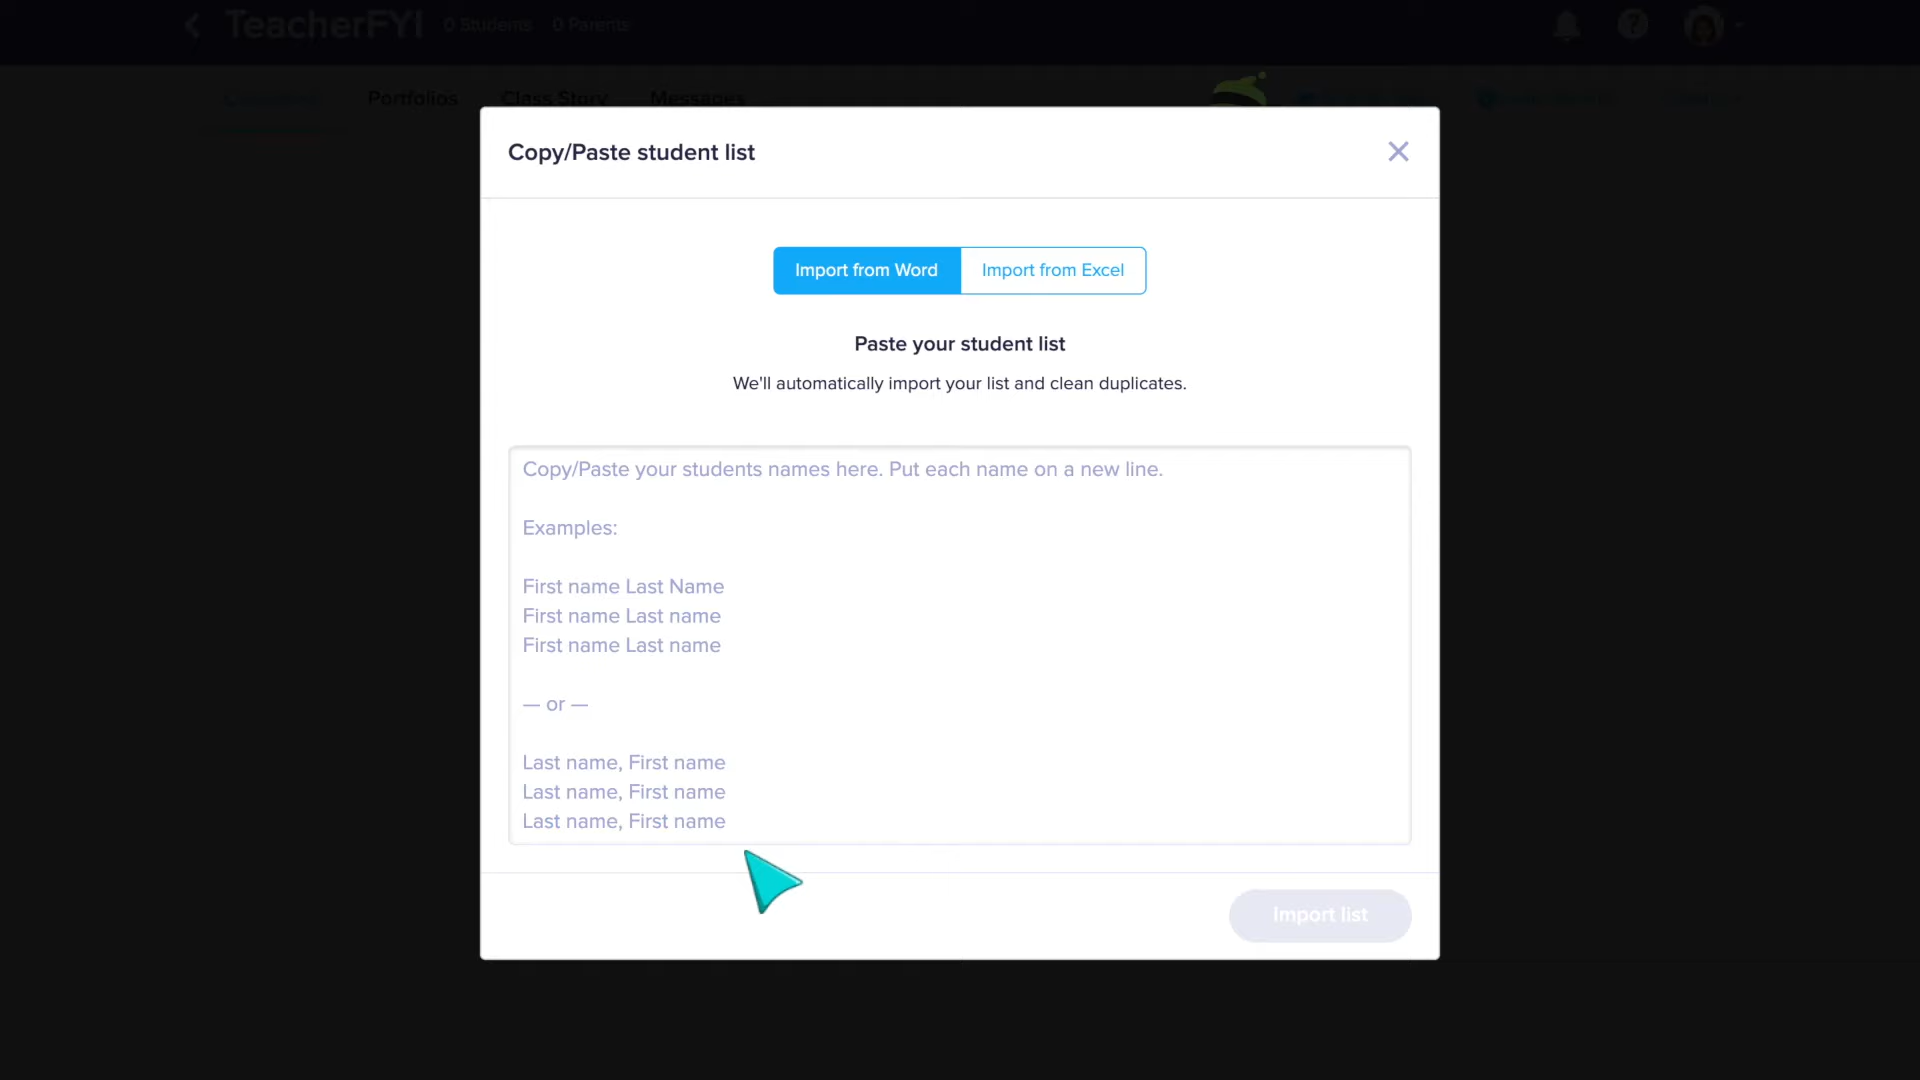 TeacherFYI 0 Students 0 Parents
Portfolios Class Story Messages
Copy/Paste student list
Import from Word Import from Excel
Paste your student list
We'll automatically import your list and clean duplicates.
Copy/Paste your students names here. Put each name on a new line.
Examples:
First name Last Name
First name Last name
First name Last name
— or —
Last name, First name
Last name, First name
Last name, First name
Import list